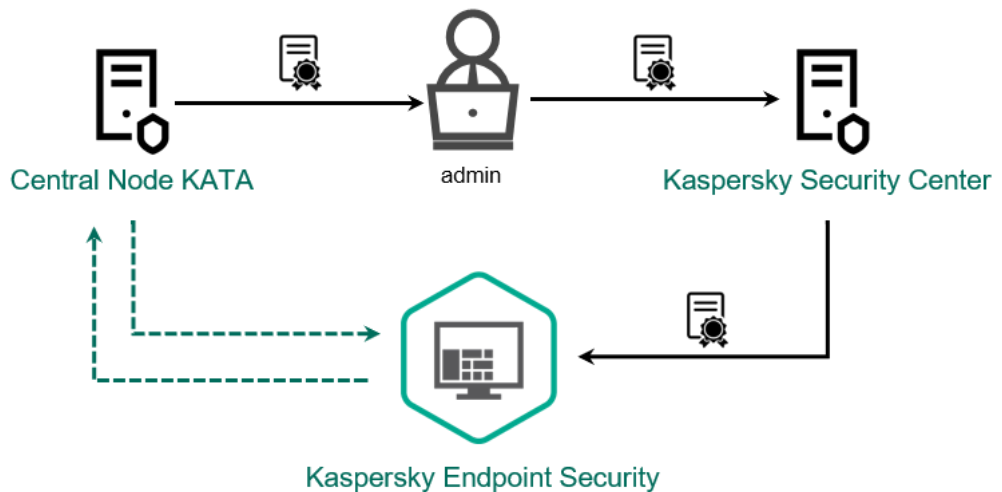 Central Node KATA
admin
Kaspersky Security Center
Kaspersky Endpoint Security